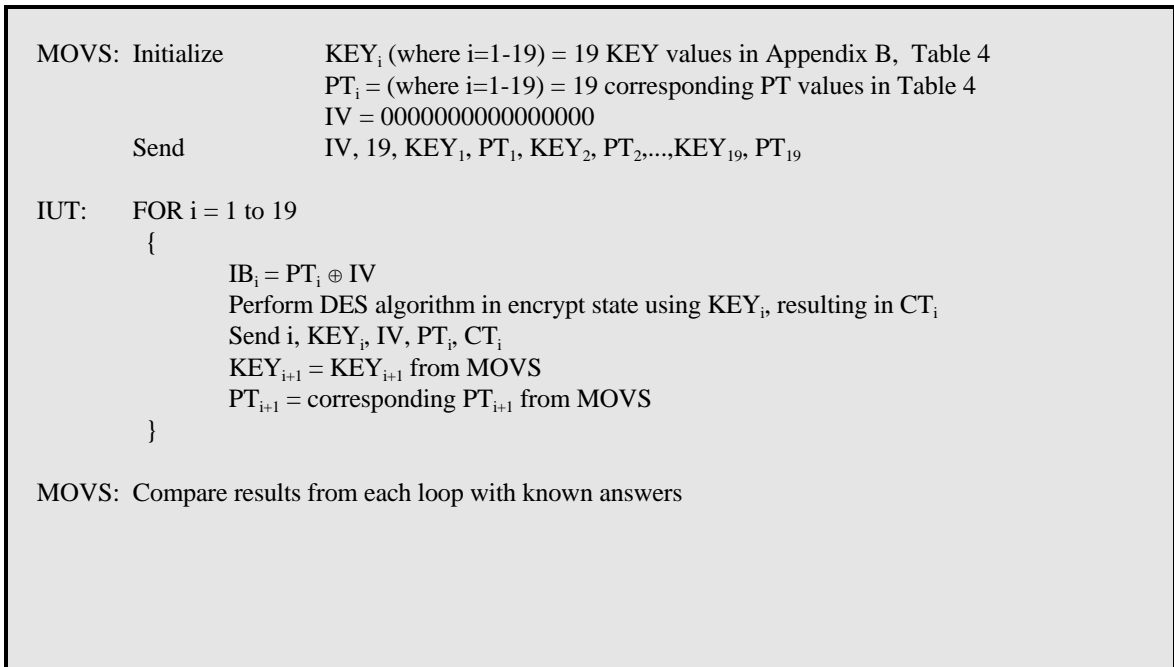 MOVS: Initialize KEYᵢ (where i=1-19) = 19 KEY values in Appendix B, Table 4
PTᵢ = (where i=1-19) = 19 corresponding PT values in Table 4
IV = 0000000000000000
Send IV, 19, KEY₁, PT₁, KEY₂, PT₂,...,KEY₁₉, PT₁₉
IUT: FOR i = 1 to 19
{
IBᵢ = PTᵢ ⊕ IV
Perform DES algorithm in encrypt state using KEYᵢ, resulting in CTᵢ
Send i, KEYᵢ, IV, PTᵢ, CTᵢ
KEYᵢ₊₁ = KEYᵢ₊₁ from MOVS
PTᵢ₊₁ = corresponding PTᵢ₊₁ from MOVS
}
MOVS: Compare results from each loop with known answers